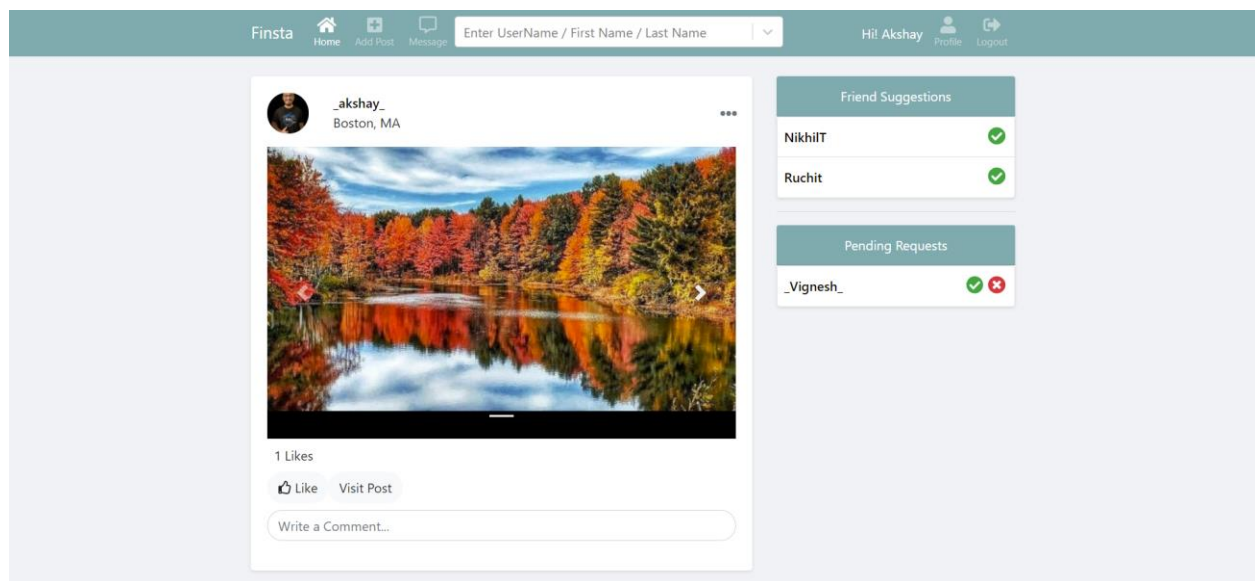 Finsta
Home
Add Post
Message
Enter UserName / First Name / Last Name
Hi! Akshay
Profile
Logout
_akshay_
Boston, MA
1 Likes
Like
Visit Post
Write a Comment...
Friend Suggestions
NikhilT
Ruchit
Pending Requests
_Vignesh_